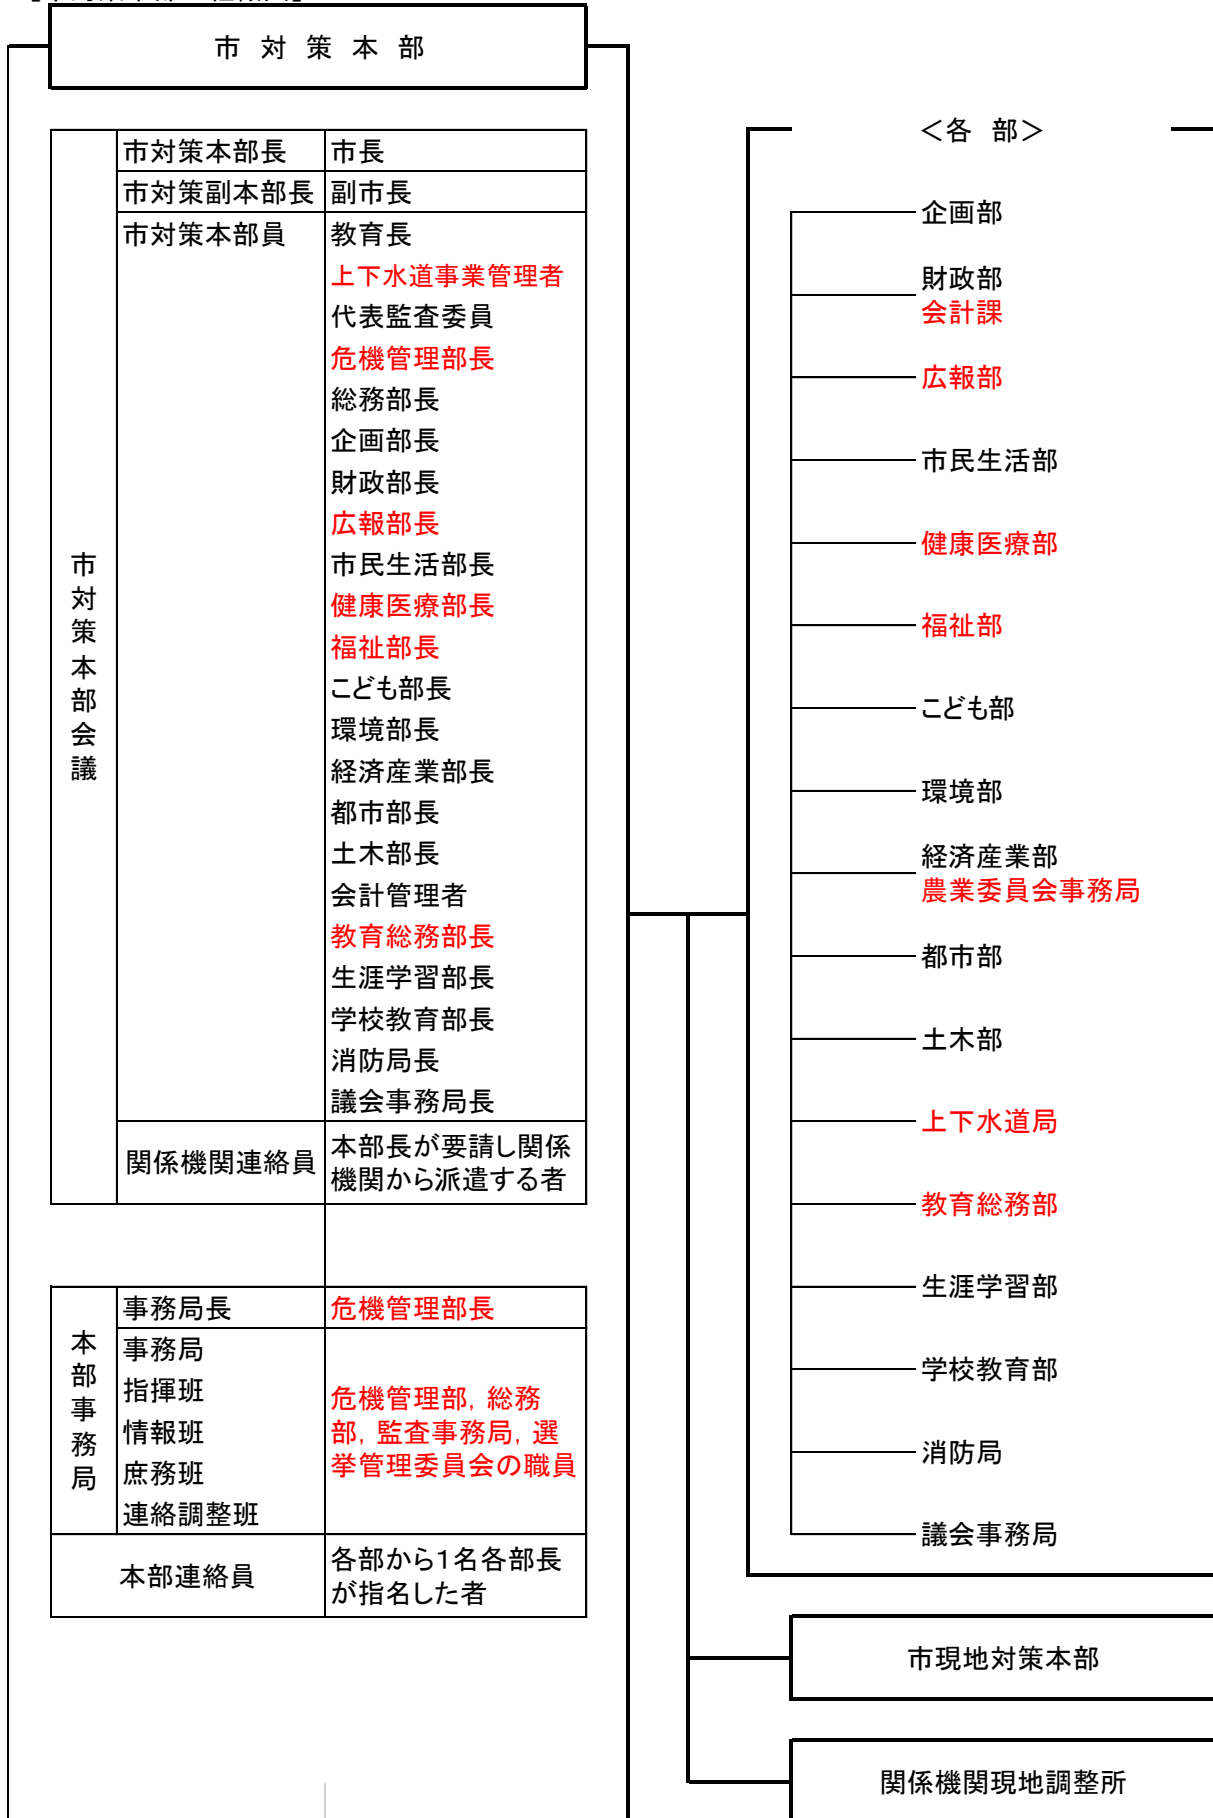 市 対 策 本 部
市対策本部会議
市対策本部長 市長
市対策副本部長 副市長
市対策本部員 教育長
上下水道事業管理者
代表監査委員
危機管理部長
総務部長
企画部長
財政部長
広報部長
市民生活部長
健康医療部長
福祉部長
こども部長
環境部長
経済産業部長
都市部長
土木部長
会計管理者
教育総務部長
生涯学習部長
学校教育部長
消防局長
議会事務局長
関係機関連絡員
本部長が要請し関係
機関から派遣する者
本部事務局
事務局長 危機管理部長
事務局
指揮班
情報班
庶務班
連絡調整班
危機管理部, 総務
部, 監査事務局, 選
挙管理委員会の職員
本部連絡員
各部から1名各部長
が指名した者
＜各 部＞
企画部
財政部
会計課
広報部
市民生活部
健康医療部
福祉部
こども部
環境部
経済産業部
農業委員会事務局
都市部
土木部
上下水道局
教育総務部
生涯学習部
学校教育部
消防局
議会事務局
市現地対策本部
関係機関現地調整所